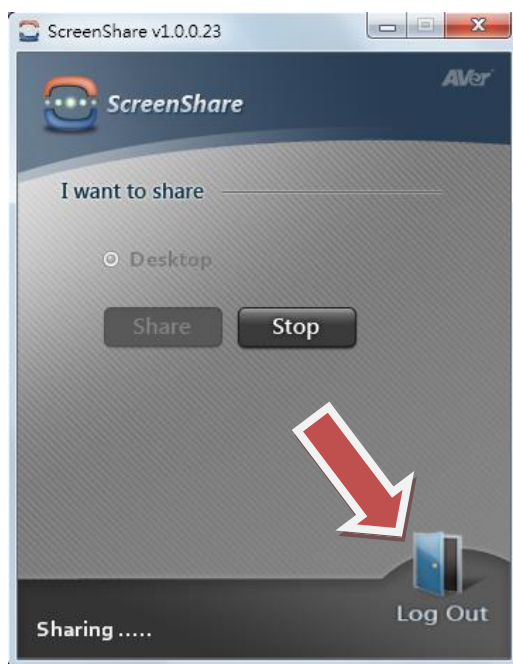 ScreenShare v1.0.0.23
AVer
ScreenShare
I want to share
Desktop
Share Stop
Log Out
Sharing .....